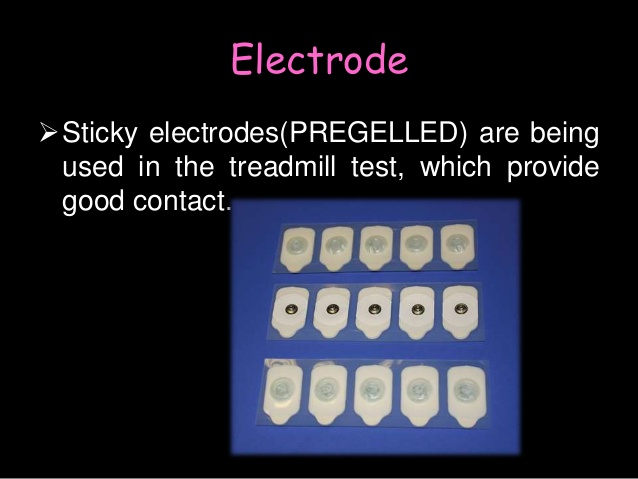 Electrode
➢Sticky electrodes(PREGELLED) are being
used in the treadmill test, which provide
good contact.